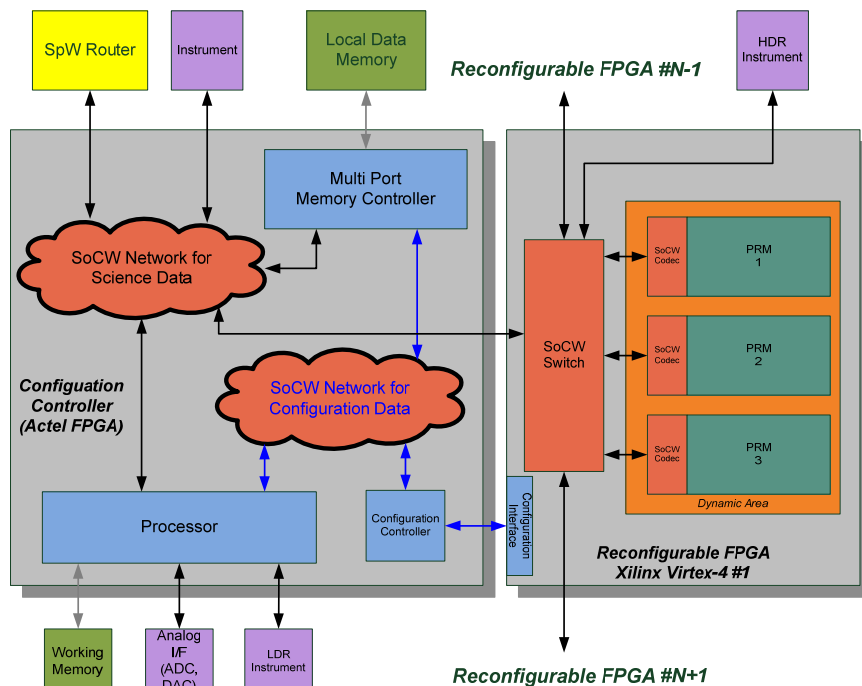 SpW Router
Instrument
Local Data
Memory
Reconfigurable FPGA #N-1
HDR
Instrument
Multi Port
Memory Controller
SoCW Network for
Science Data
SoCW
Codec
PRM
1
SoCW
Switch
SoCW
Codec
PRM
2
Configuation
Controller
(Actel FPGA)
SoCW Network for
Configuration Data
SoCW
Codec
PRM
3
Dynamic Area
Processor
Configuration
Controller
Configuration
Interface
Reconfigurable FPGA
Xilinx Virtex-4 #1
Working
Memory
Analog
I/F
(ADC,
DAC)
LDR
Instrument
Reconfigurable FPGA #N+1